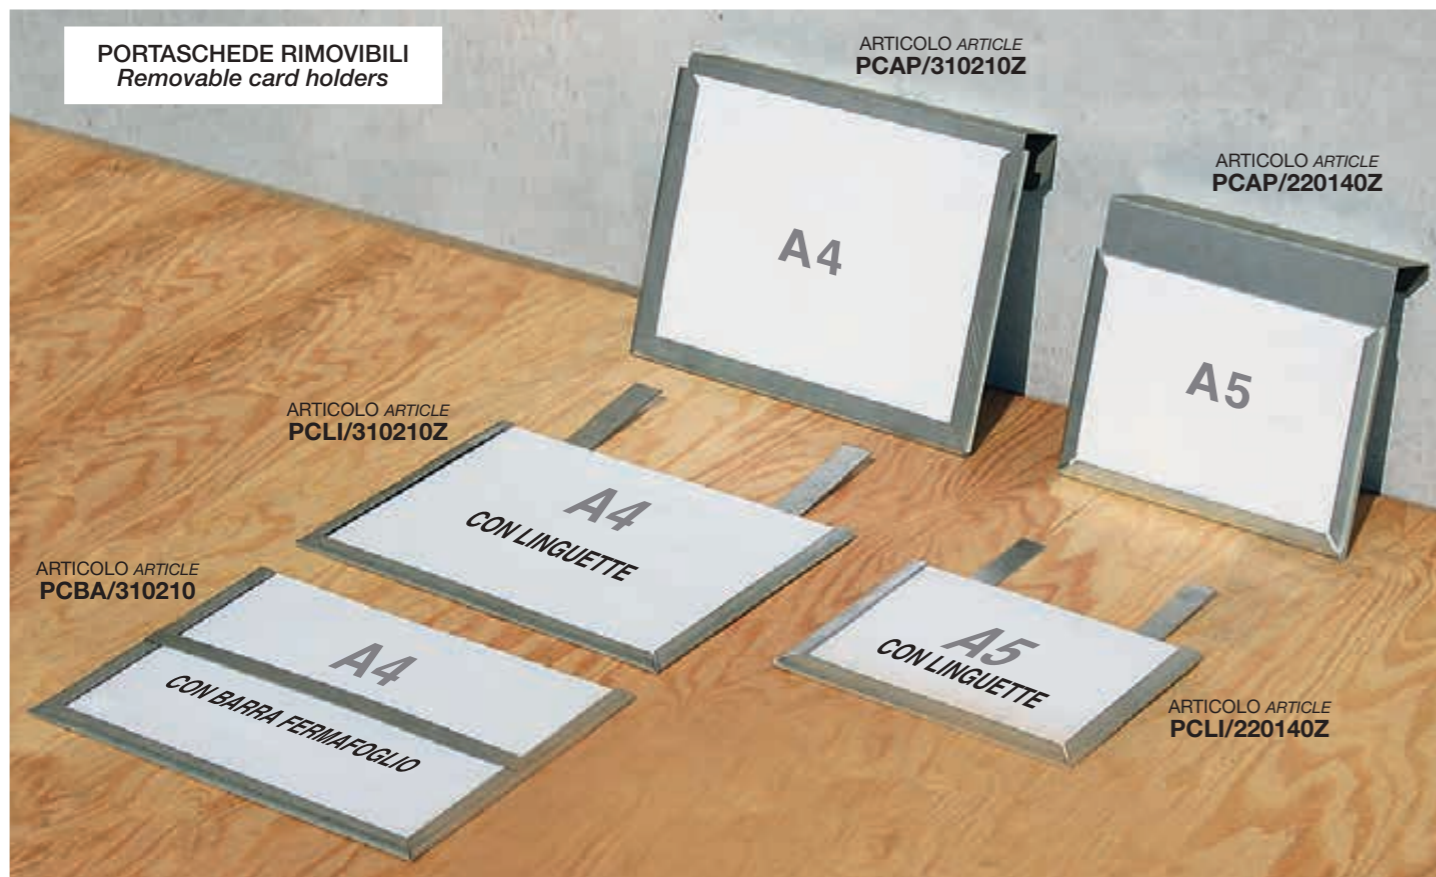 PORTASCHEDE RIMOVIBILI
Removable card holders
ARTICOLO ARTICLE
PCAP/310210Z
ARTICOLO ARTICLE
PCAP/220140Z
A4
A5
ARTICOLO ARTICLE
PCLI/310210Z
A4
CON LINGUETTE
ARTICOLO ARTICLE
PCBA/310210
A4
CON BARRA FERMAFOGLIO
A5
CON LINGUETTE
ARTICOLO ARTICLE
PCLI/220140Z